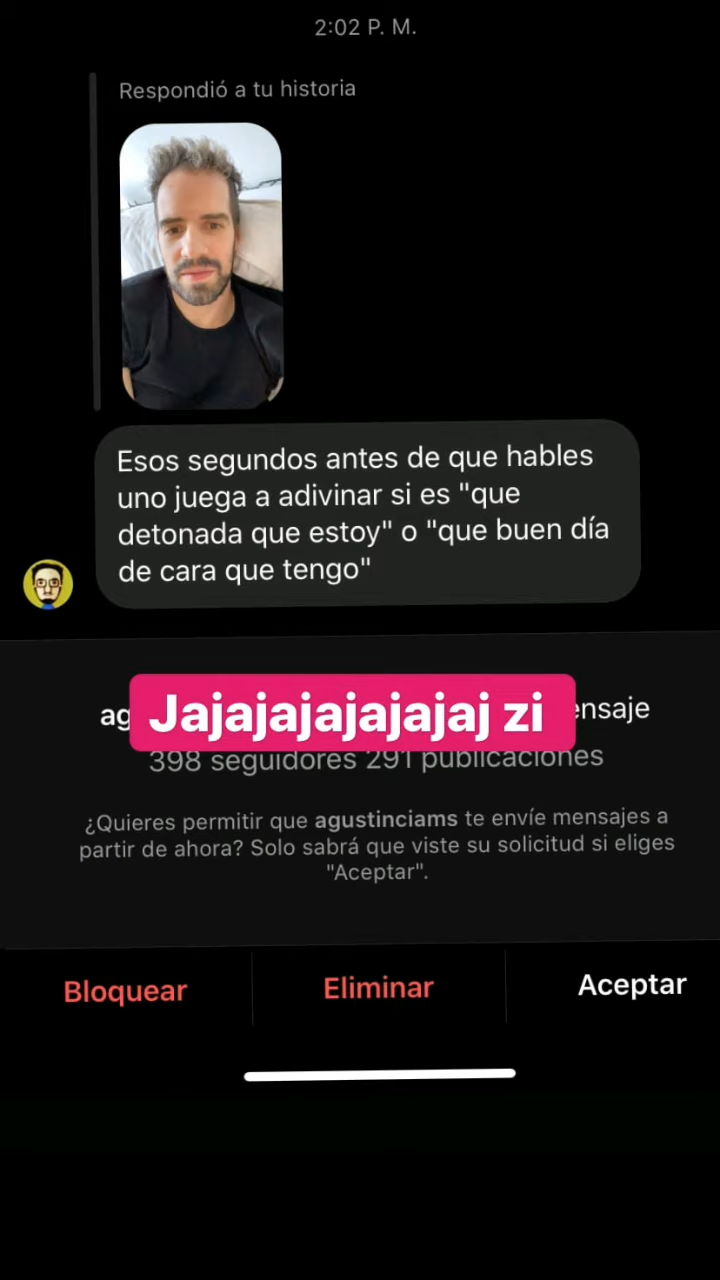 2:02 P. M.
Respondió a tu historia
Esos segundos antes de que hables
uno juega a adivinar si es "que
detonada que estoy" o "que buen día
de cara que tengo"
Jajajajajajajaj zi
398 seguidores 291 publicaciones
¿Quieres permitir que agustinciams te envíe mensajes a
partir de ahora? Solo sabrá que viste su solicitud si eliges
"Aceptar".
Bloquear
Eliminar
Aceptar